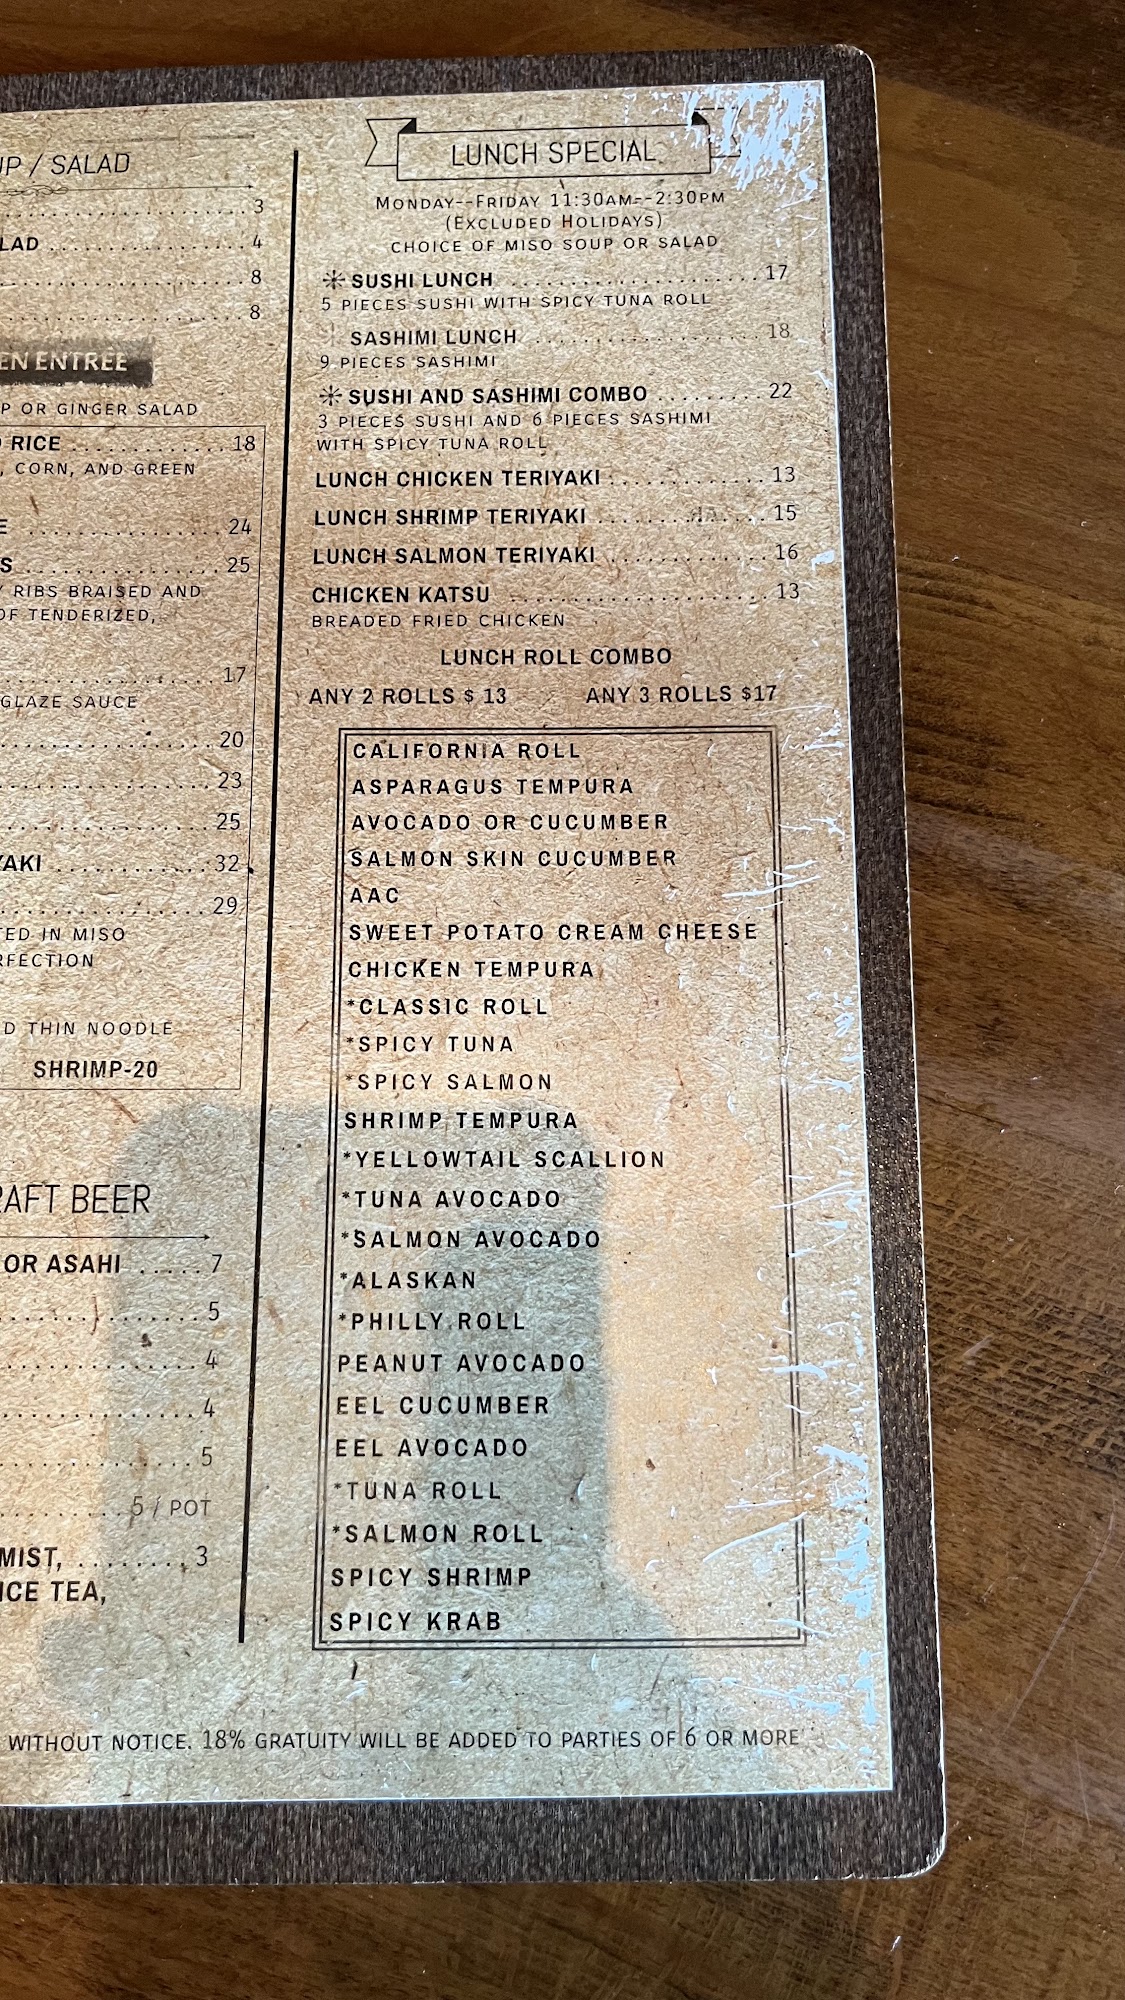 UP / SALAD
3
LAD 4
8
8
EN ENTRÉE
P OR GINGER SALAD
RICE 18
, CORN, AND GREEN
E 24
S 25
RIBS BRAISED AND
OF TENDERIZED,
17
GLAZE SAUCE
20
23
25
YAKI 32
29
TED IN MISO
RFECTION
D THIN NOODLE
SHRIMP-20
RAFT BEER
OR ASAHI 7
5
4
4
5
5 / POT
MIST, 3
ICE TEA,
LUNCH SPECIAL
MONDAY--FRIDAY 11:30AM--2:30PM
(EXCLUDED HOLIDAYS)
CHOICE OF MISO SOUP OR SALAD
SUSHI LUNCH 17
5 PIECES SUSHI WITH SPICY TUNA ROLL
SASHIMI LUNCH 18
9 PIECES SASHIMI
SUSHI AND SASHIMI COMBO 22
3 PIECES SUSHI AND 6 PIECES SASHIMI
WITH SPICY TUNA ROLL
LUNCH CHICKEN TERIYAKI 13
LUNCH SHRIMP TERIYAKI 15
LUNCH SALMON TERIYAKI 16
CHICKEN KATSU 13
BREADED FRIED CHICKEN
LUNCH ROLL COMBO
ANY 2 ROLLS $ 13 ANY 3 ROLLS $17
CALIFORNIA ROLL
ASPARAGUS TEMPURA
AVOCADO OR CUCUMBER
SALMON SKIN CUCUMBER
AAC
SWEET POTATO CREAM CHEESE
CHICKEN TEMPURA
*CLASSIC ROLL
*SPICY TUNA
*SPICY SALMON
SHRIMP TEMPURA
*YELLOWTAIL SCALLION
*TUNA AVOCADO
*SALMON AVOCADO
*ALASKAN
*PHILLY ROLL
PEANUT AVOCADO
EEL CUCUMBER
EEL AVOCADO
*TUNA ROLL
*SALMON ROLL
SPICY SHRIMP
SPICY KRAB
WITHOUT NOTICE. 18% GRATUITY WILL BE ADDED TO PARTIES OF 6 OR MORE